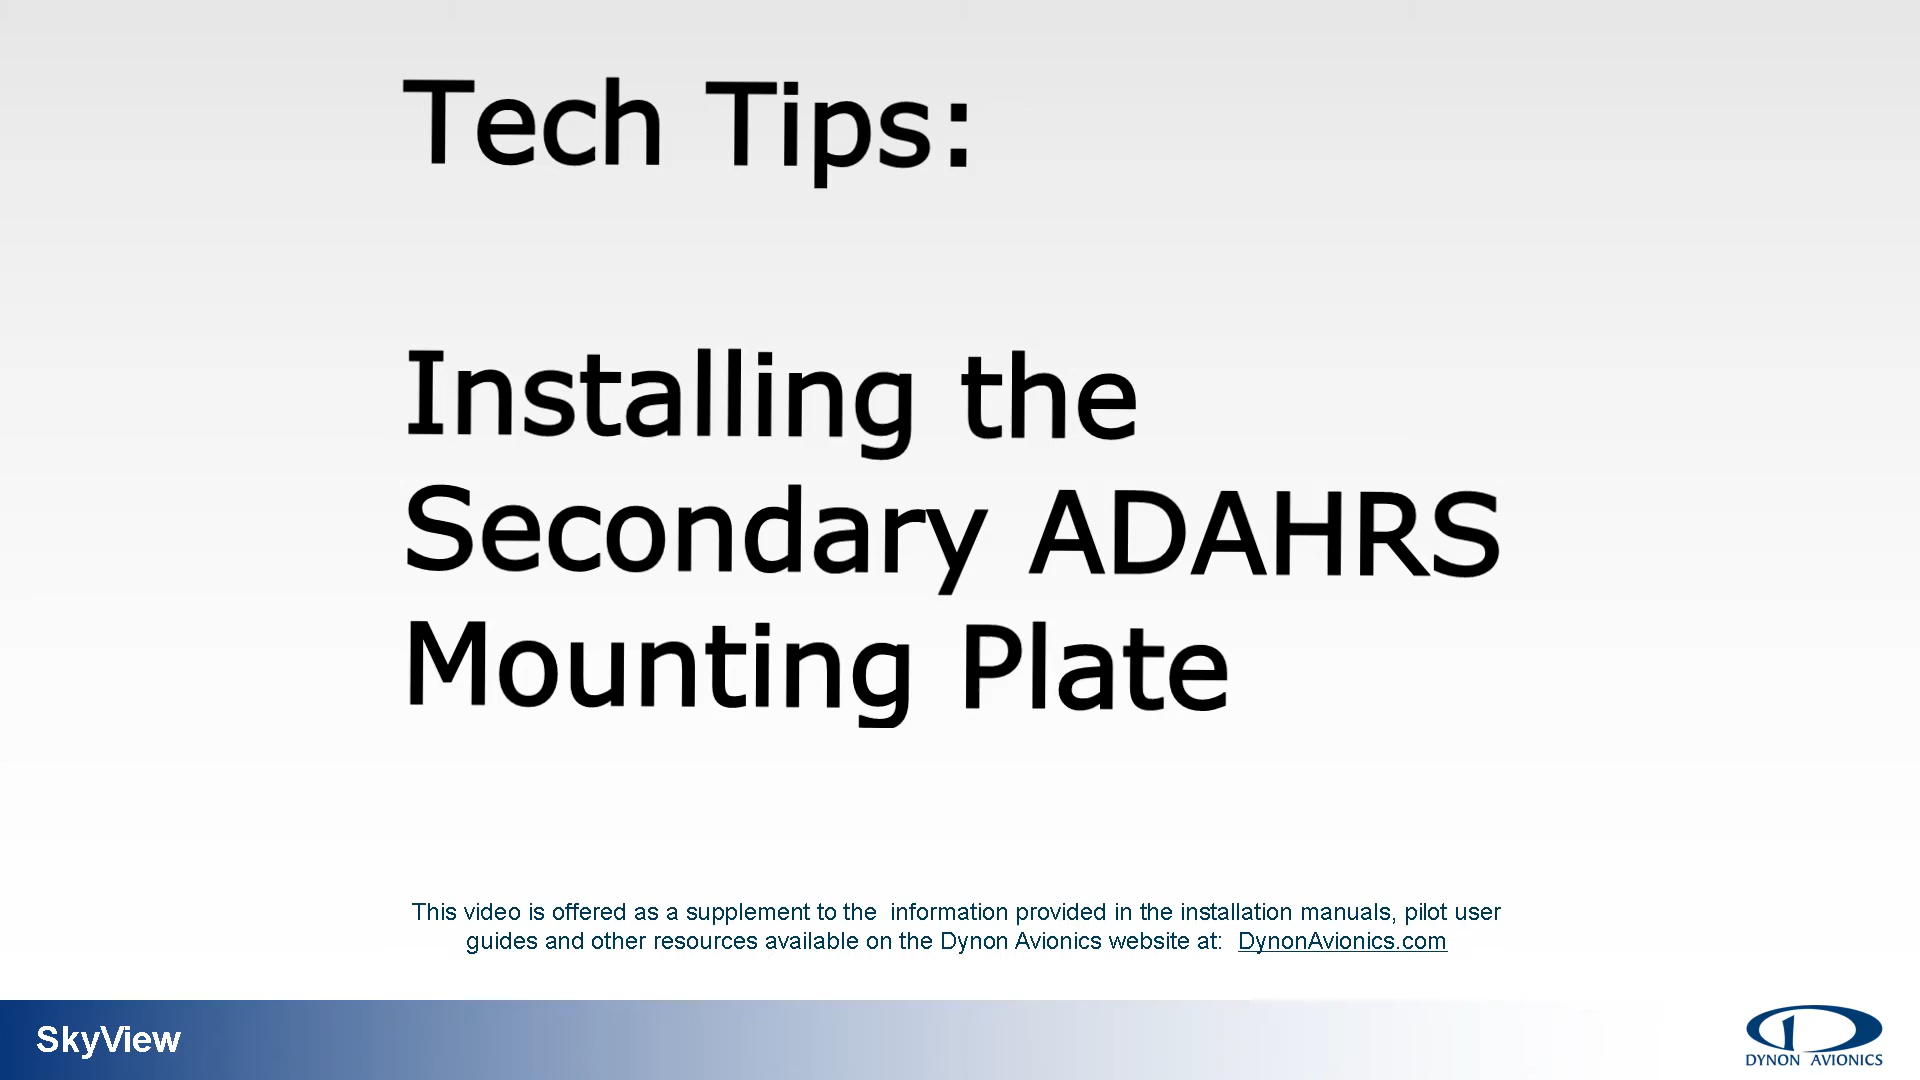 Tech Tips:
Installing the
Secondary ADAHRS
Mounting Plate
This video is offered as a supplement to the  information provided in the installation manuals, pilot user
guides and other resources available on the Dynon Avionics website at:  DynonAvionics.com
SkyView
DYNON AVIONICS